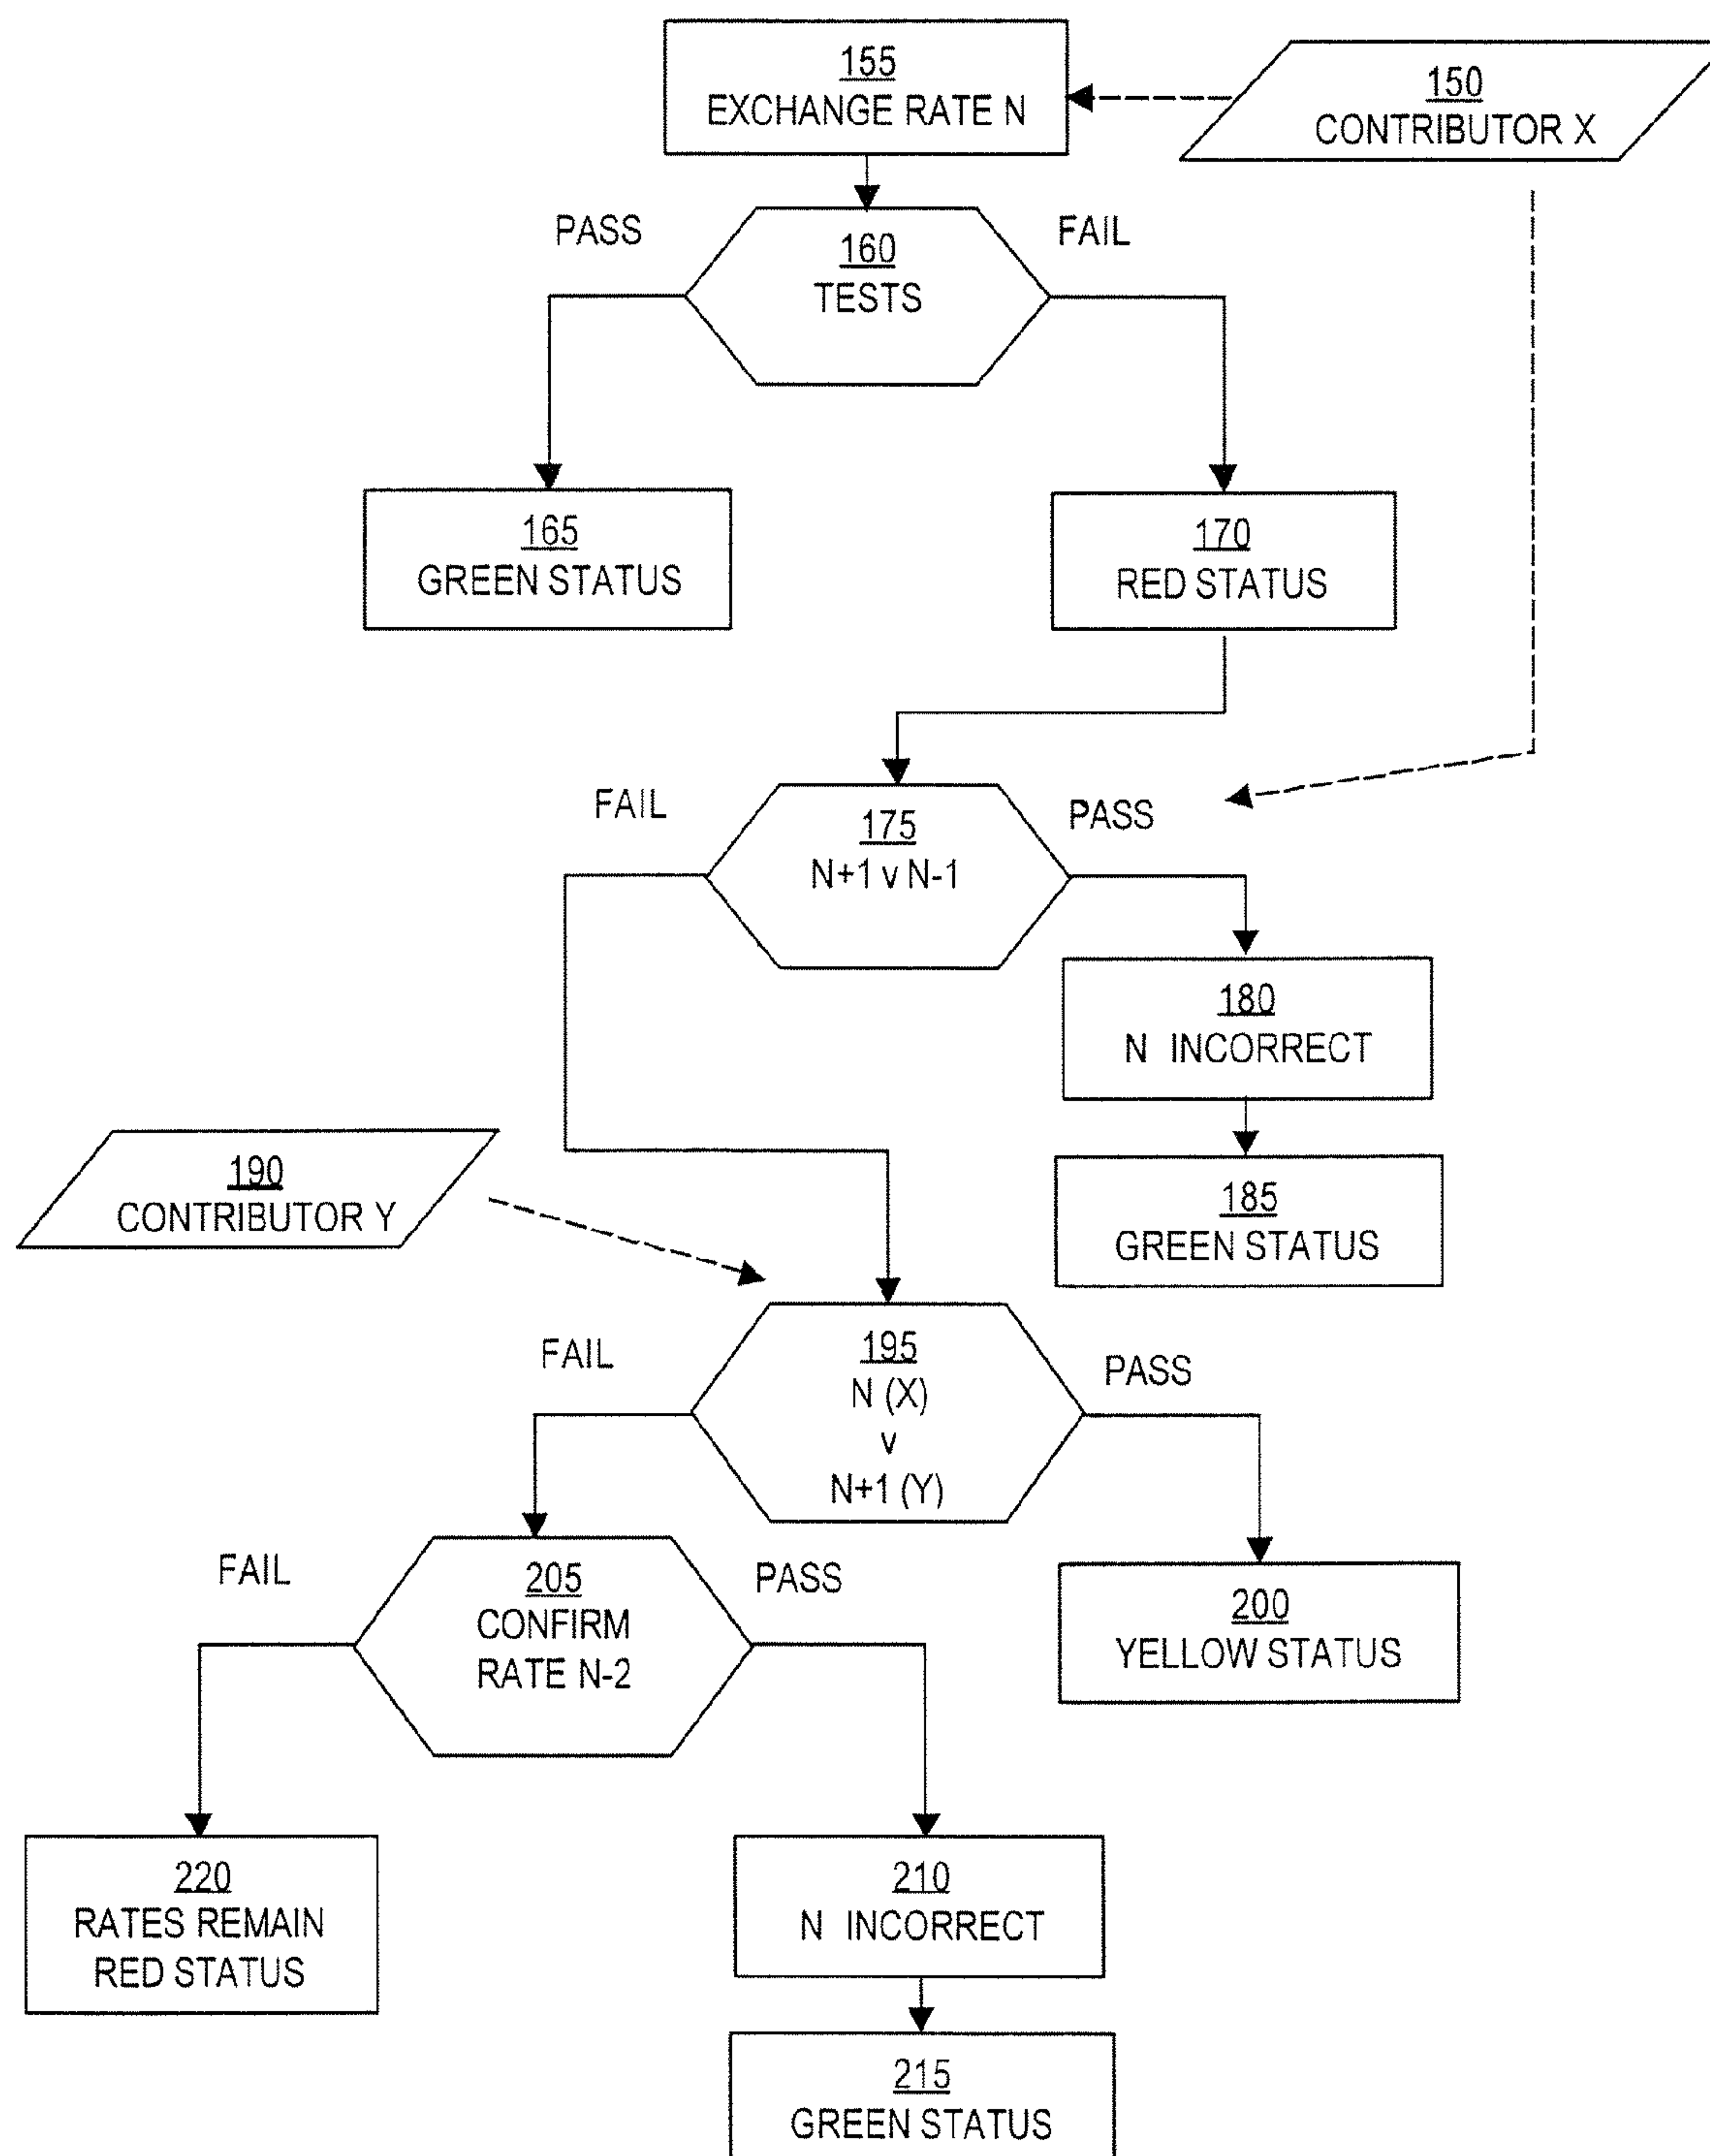 155
EXCHANGE RATE N
150
CONTRIBUTOR X
PASS
160
TESTS
FAIL
165
GREEN STATUS
170
RED STATUS
FAIL
175
N+1 v N-1
PASS
180
N INCORRECT
190
CONTRIBUTOR Y
185
GREEN STATUS
FAIL
195
N (X)
v
N+1 (Y)
PASS
FAIL
205
CONFIRM
RATE N-2
PASS
200
YELLOW STATUS
220
RATES REMAIN
RED STATUS
210
N INCORRECT
215
GREEN STATUS